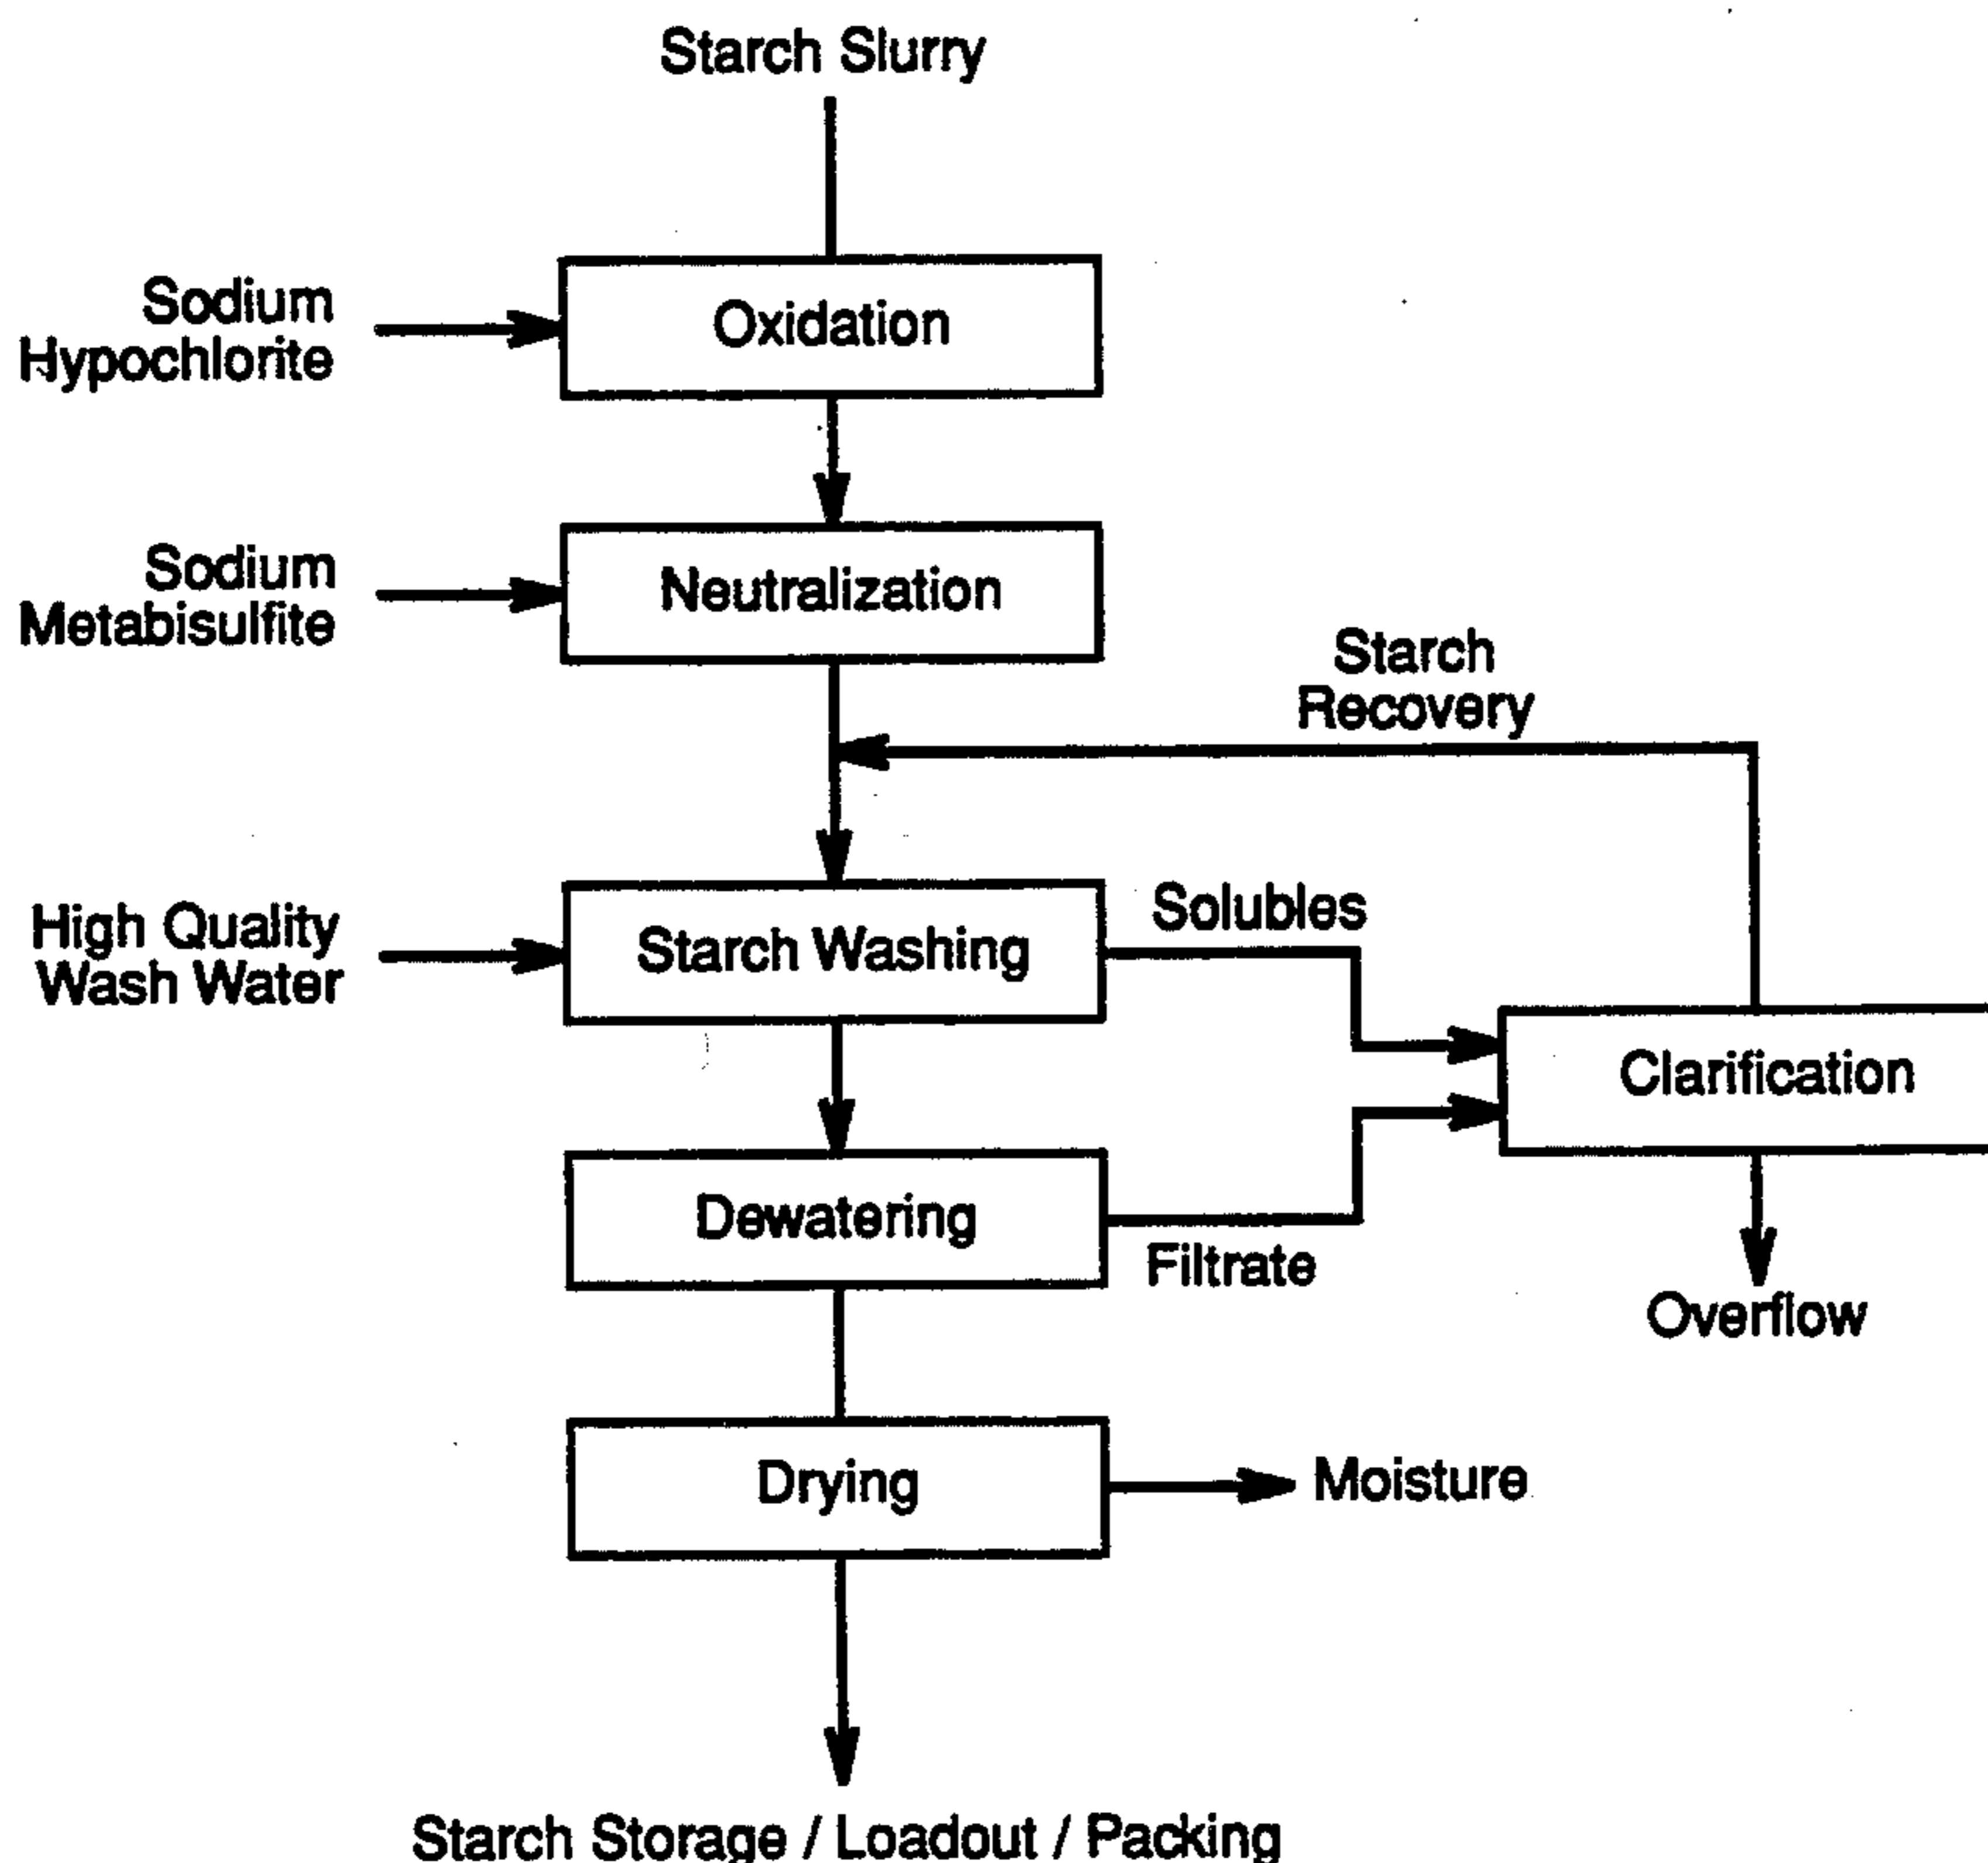 Starch Slurry
Sodium
Hypochlorite
Oxidation
Sodium
Metabisulfite
Neutralization
Starch
Recovery
High Quality
Wash Water
Starch Washing
Solubles
Clarification
Dewatering
Filtrate
Overflow
Drying
Moisture
Starch Storage / Loadout / Packing